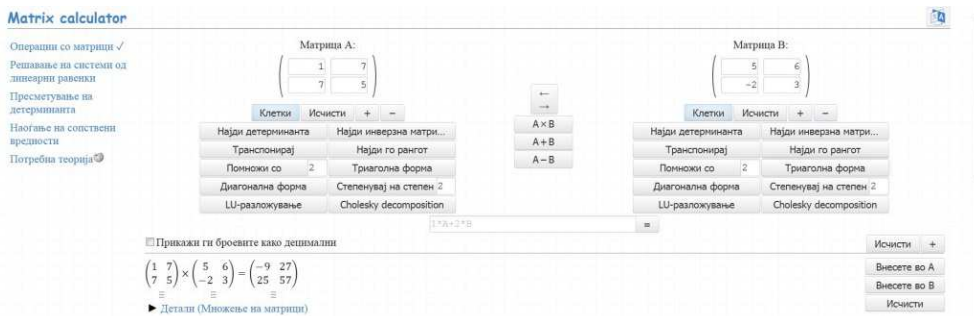 Matrix calculator
Операции со матрици ✓
Решавање на системи од
линеарни равенки
Пресметување на
детерминанта
Наоѓање на сопствени
вредности
Потребна теорија
Матрица A:
1 7
7 5
Клетки Исчисти + −
Најди детерминанта Најди инверзна матри...
Транспонирај Најди го рангот
Помножи со 2 Триаголна форма
Диагонална форма Степенувај на степен 2
LU-разложување Cholesky decomposition
←
→
A × B
A + B
A − B
Матрица B:
5 6
−2 3
Клетки Исчисти + −
Најди детерминанта Најди инверзна матри...
Транспонирај Најди го рангот
Помножи со 2 Триаголна форма
Диагонална форма Степенувај на степен 2
LU-разложување Cholesky decomposition
1*A+2*B =
Прикажи ги броевите како децимални
Исчисти +
(1 7) × (5 6) = (−9 27)
(7 5) (−2 3) (25 57)
Внесете во A
Внесете во B
Исчисти
▶ Детали (Множење на матрици)